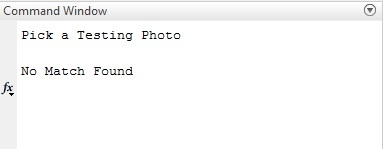 Command Window
Pick a Testing Photo
No Match Found
fx